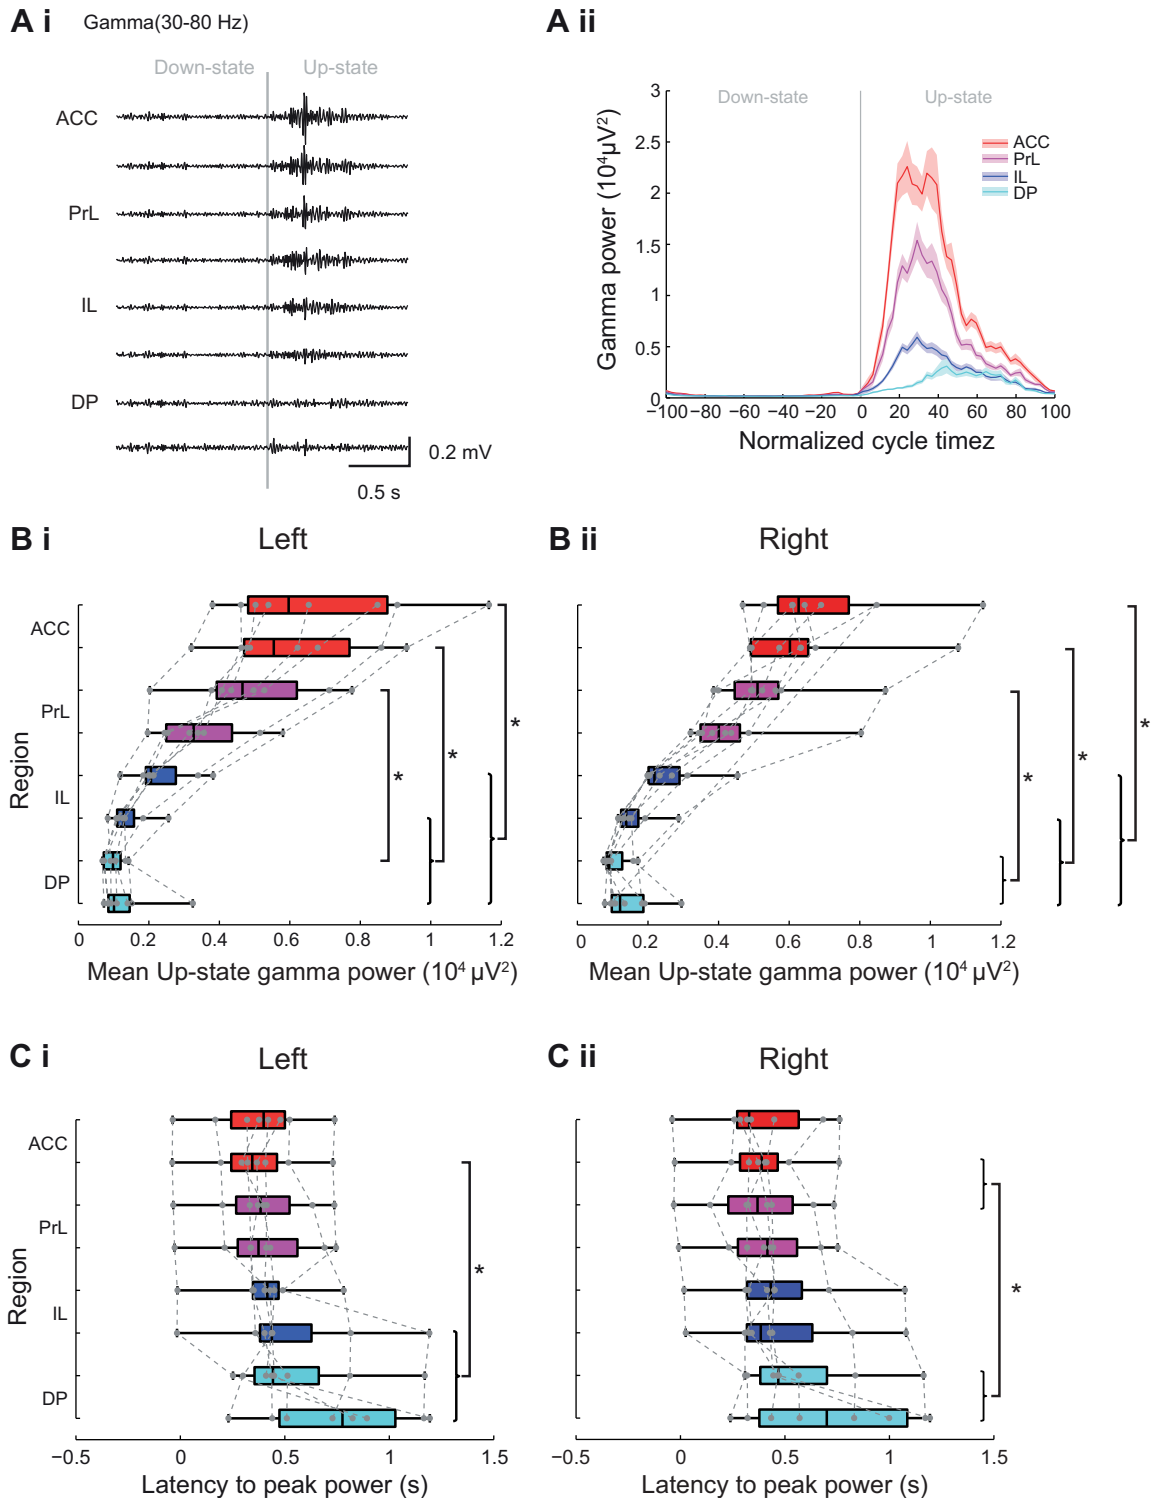 A i Gamma(30-80 Hz)
Down-state Up-state
ACC
PrL
IL
DP
0.2 mV
0.5 s
A ii
Down-state Up-state
3
2.5
2
1.5
1
0.5
0
Gamma power (10⁴µV²)
ACC
PrL
IL
DP
−100 −80 −60 −40 −20 0 20 40 60 80 100
Normalized cycle timez
B i Left
ACC
PrL
IL
DP
Region
* * *
0 0.2 0.4 0.6 0.8 1 1.2
Mean Up-state gamma power (10⁴ µV²)
B ii Right
* * *
0 0.2 0.4 0.6 0.8 1 1.2
Mean Up-state gamma power (10⁴ µV²)
C i Left
ACC
PrL
IL
DP
Region
*
−0.5 0 0.5 1 1.5
Latency to peak power (s)
C ii Right
*
−0.5 0 0.5 1 1.5
Latency to peak power (s)